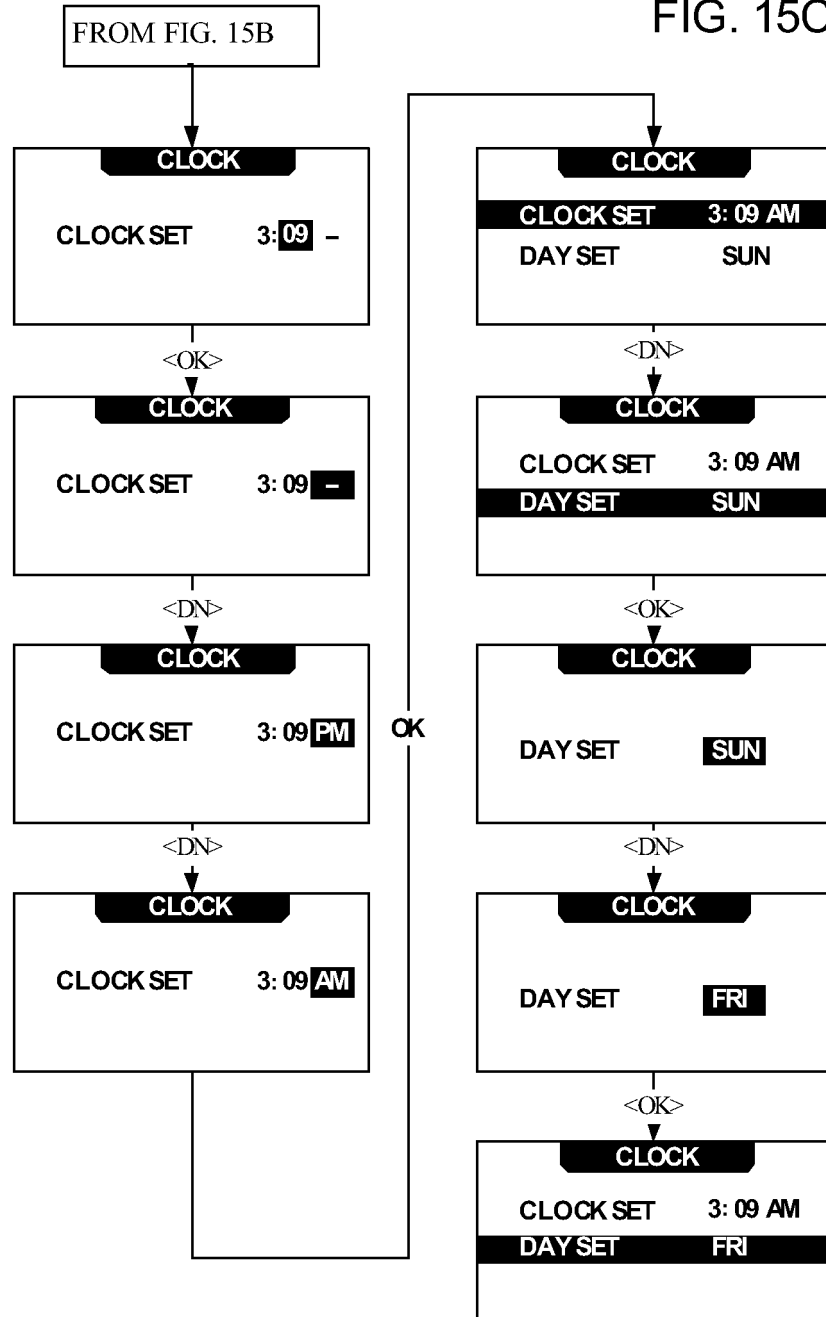 FIG. 15C
FROM FIG. 15B
CLOCK
CLOCK SET 3: 09 –
<OK>
CLOCK
CLOCK SET 3: 09 –
<DN>
CLOCK
CLOCK SET 3: 09 PM
<DN>
CLOCK
CLOCK SET 3: 09 AM
OK
CLOCK
CLOCK SET 3: 09 AM
DAY SET SUN
<DN>
CLOCK
CLOCK SET 3: 09 AM
DAY SET SUN
<OK>
CLOCK
DAY SET SUN
<DN>
CLOCK
DAY SET FRI
<OK>
CLOCK
CLOCK SET 3: 09 AM
DAY SET FRI